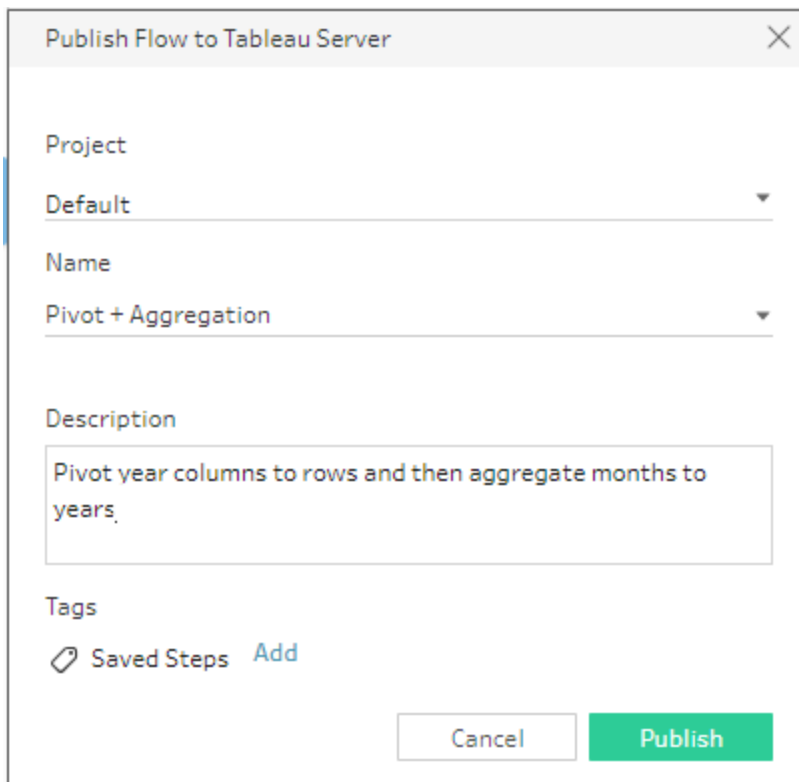 Publish Flow to Tableau Server
Project
Default
Name
Pivot + Aggregation
Description
Pivot year columns to rows and then aggregate months to
years.
Tags
Saved Steps Add
Cancel Publish